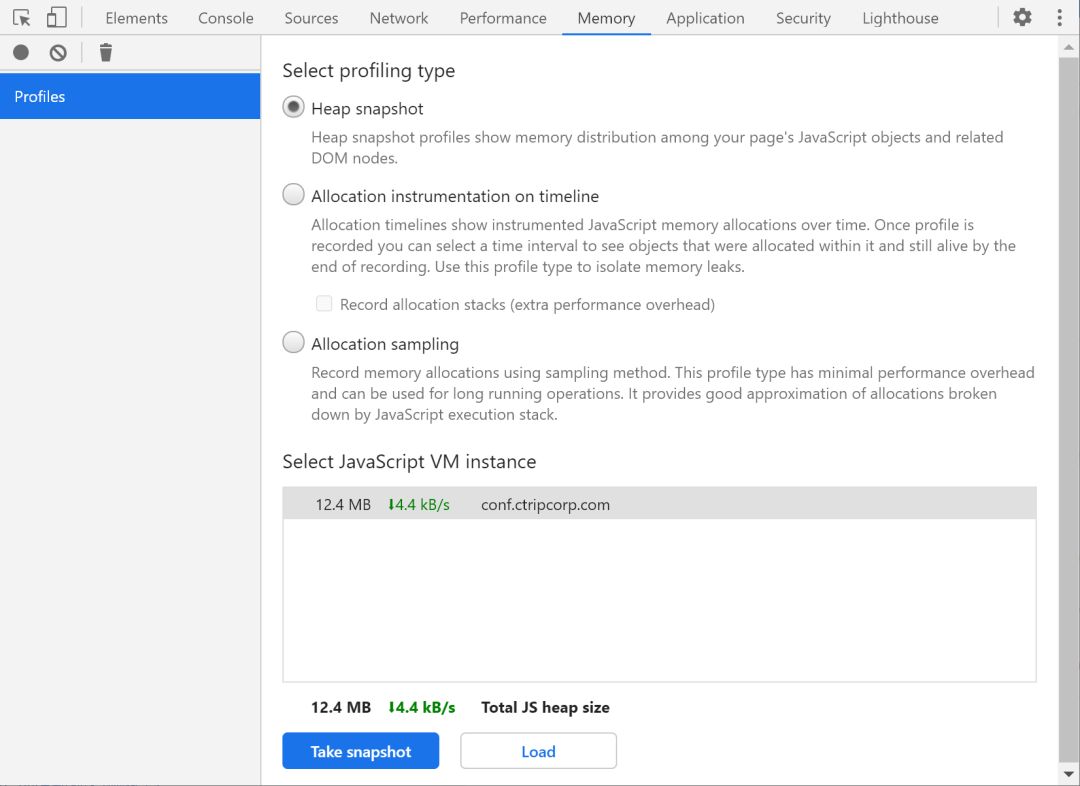 Elements Console Sources Network Performance Memory Application Security Lighthouse
Profiles
Select profiling type
Heap snapshot
Heap snapshot profiles show memory distribution among your page's JavaScript objects and related
DOM nodes.
Allocation instrumentation on timeline
Allocation timelines show instrumented JavaScript memory allocations over time. Once profile is
recorded you can select a time interval to see objects that were allocated within it and still alive by the
end of recording. Use this profile type to isolate memory leaks.
Record allocation stacks (extra performance overhead)
Allocation sampling
Record memory allocations using sampling method. This profile type has minimal performance overhead
and can be used for long running operations. It provides good approximation of allocations broken
down by JavaScript execution stack.
Select JavaScript VM instance
12.4 MB ⬇4.4 kB/s conf.ctripcorp.com
12.4 MB ⬇4.4 kB/s Total JS heap size
Take snapshot Load